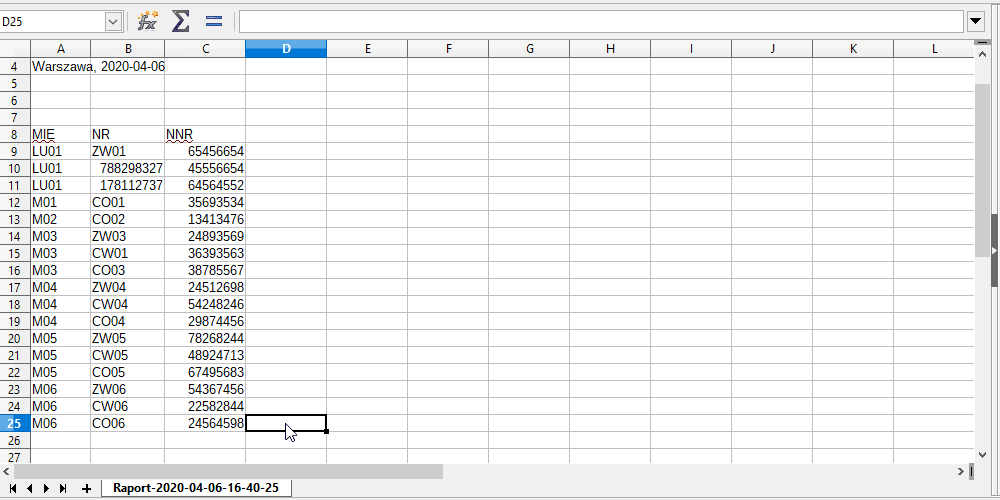 D25
A B C D E F G H I J K L
4 Warszawa, 2020-04-06
5
6
7
8 MIE NR NNR
9 LU01 ZW01 65456654
10 LU01 788298327 45556654
11 LU01 178112737 64564552
12 M01 CO01 35693534
13 M02 CO02 13413476
14 M03 ZW03 24893569
15 M03 CW01 36393563
16 M03 CO03 38785567
17 M04 ZW04 24512698
18 M04 CW04 54248246
19 M04 CO04 29874456
20 M05 ZW05 78268244
21 M05 CW05 48924713
22 M05 CO05 67495683
23 M06 ZW06 54367456
24 M06 CW06 22582844
25 M06 CO06 24564598
26
27
Raport-2020-04-06-16-40-25